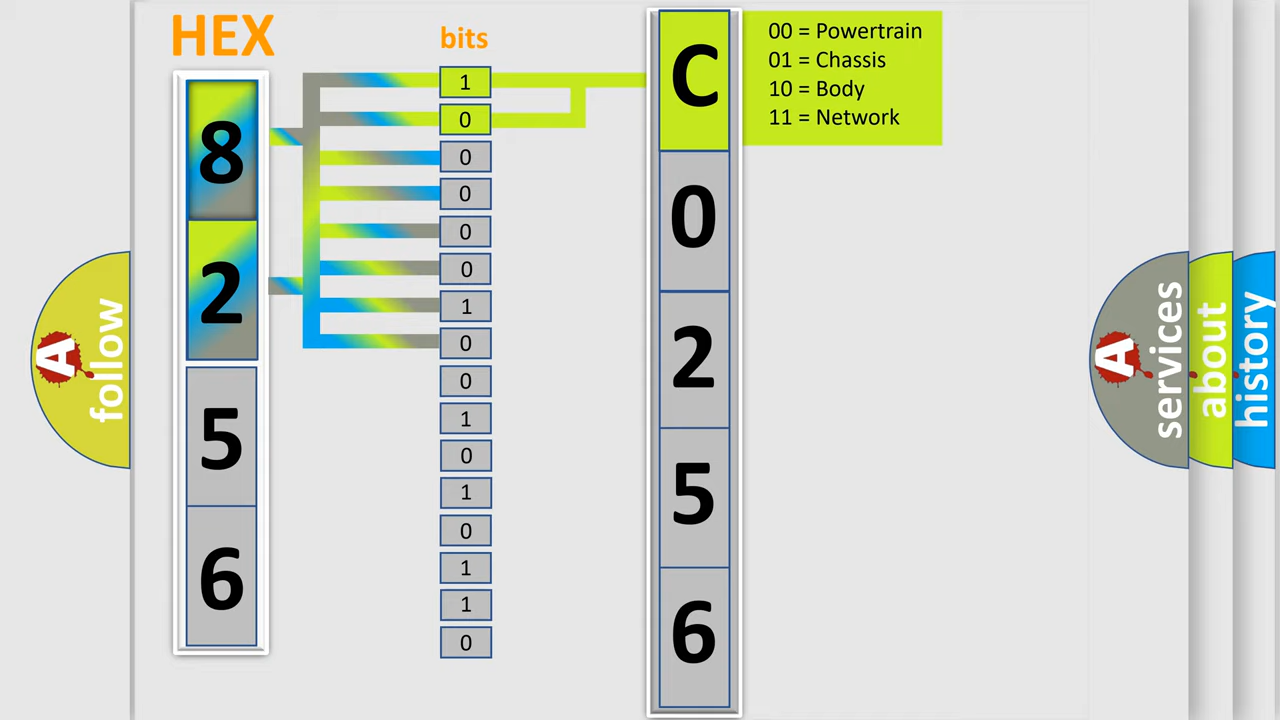 HEX
bits
8
2
5
6
1
0
0
0
0
0
1
0
0
1
0
1
0
1
1
0
C
0
2
5
6
00 = Powertrain
01 = Chassis
10 = Body
11 = Network
A
follow
A
services
about
history